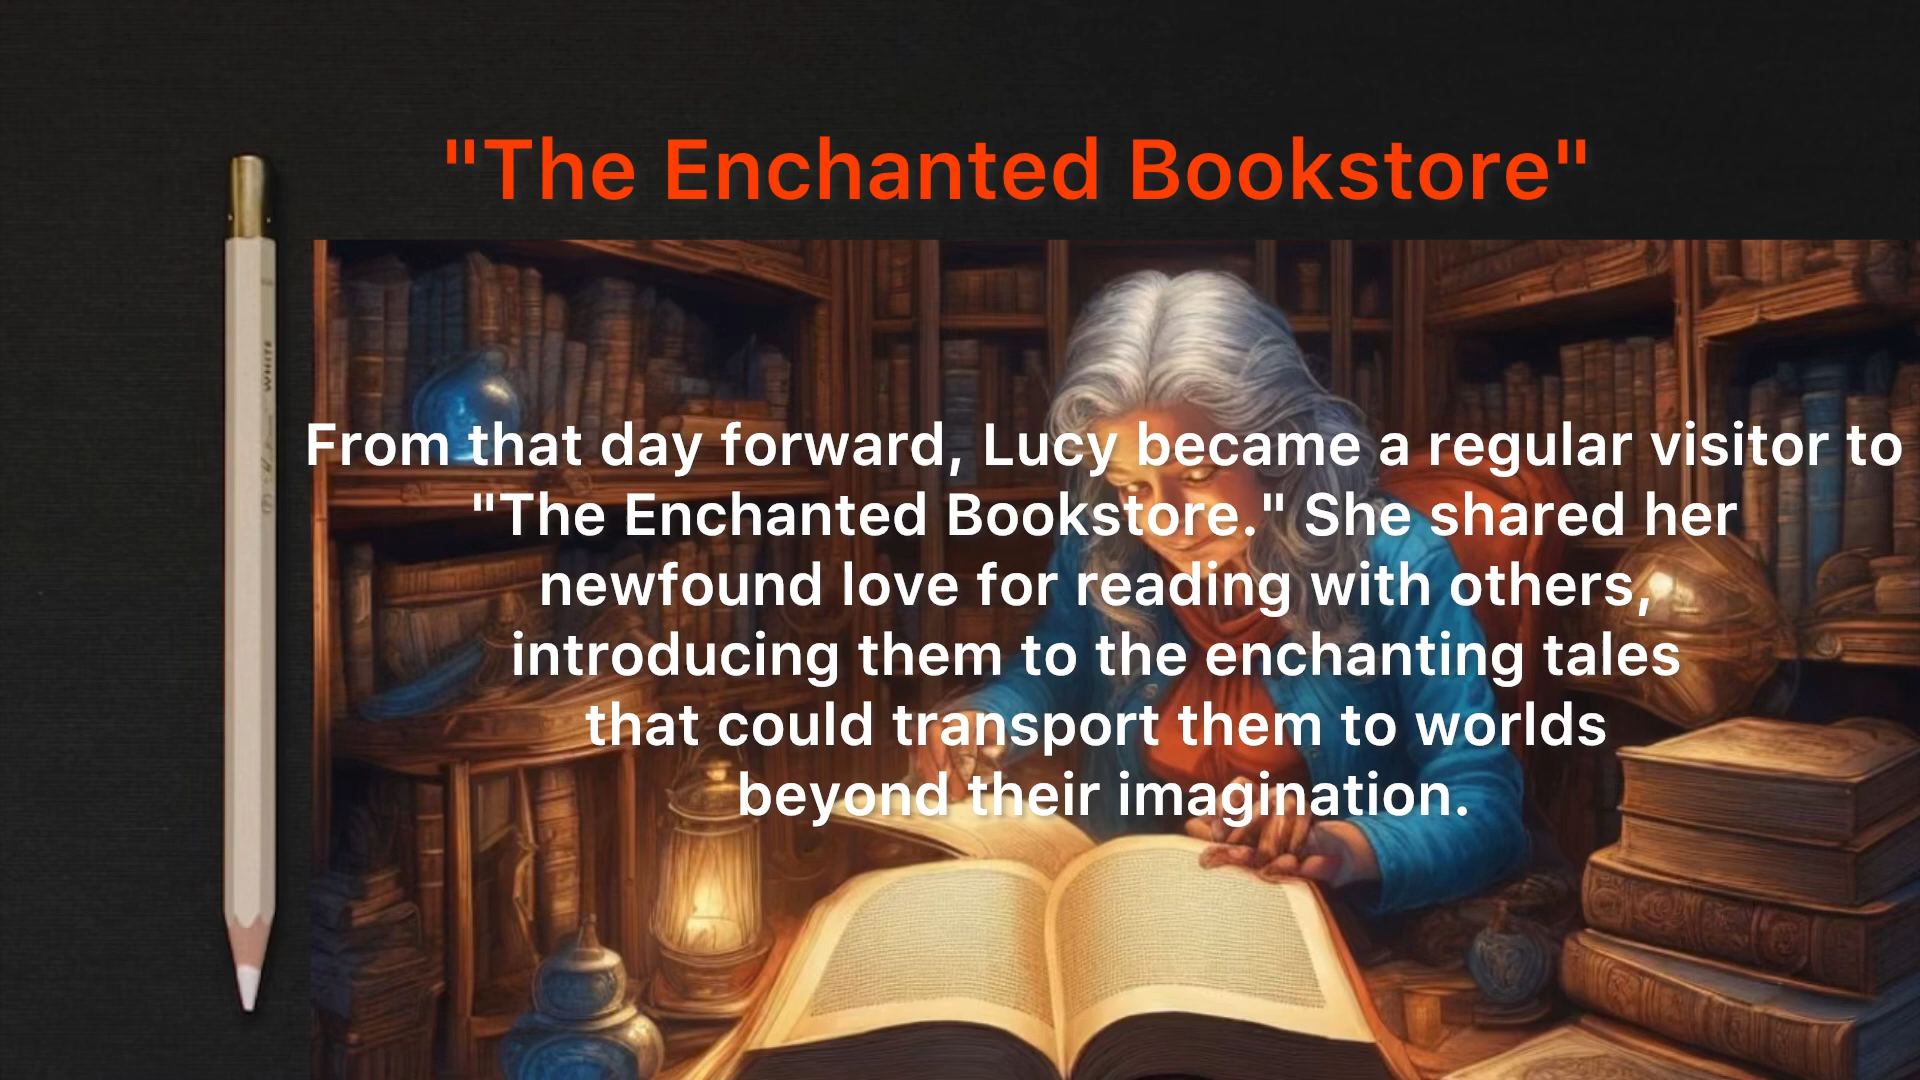 "The Enchanted Bookstore"
From that day forward, Lucy became a regular visitor to
"The Enchanted Bookstore." She shared her
newfound love for reading with others,
introducing them to the enchanting tales
that could transport them to worlds
beyond their imagination.
WHITE